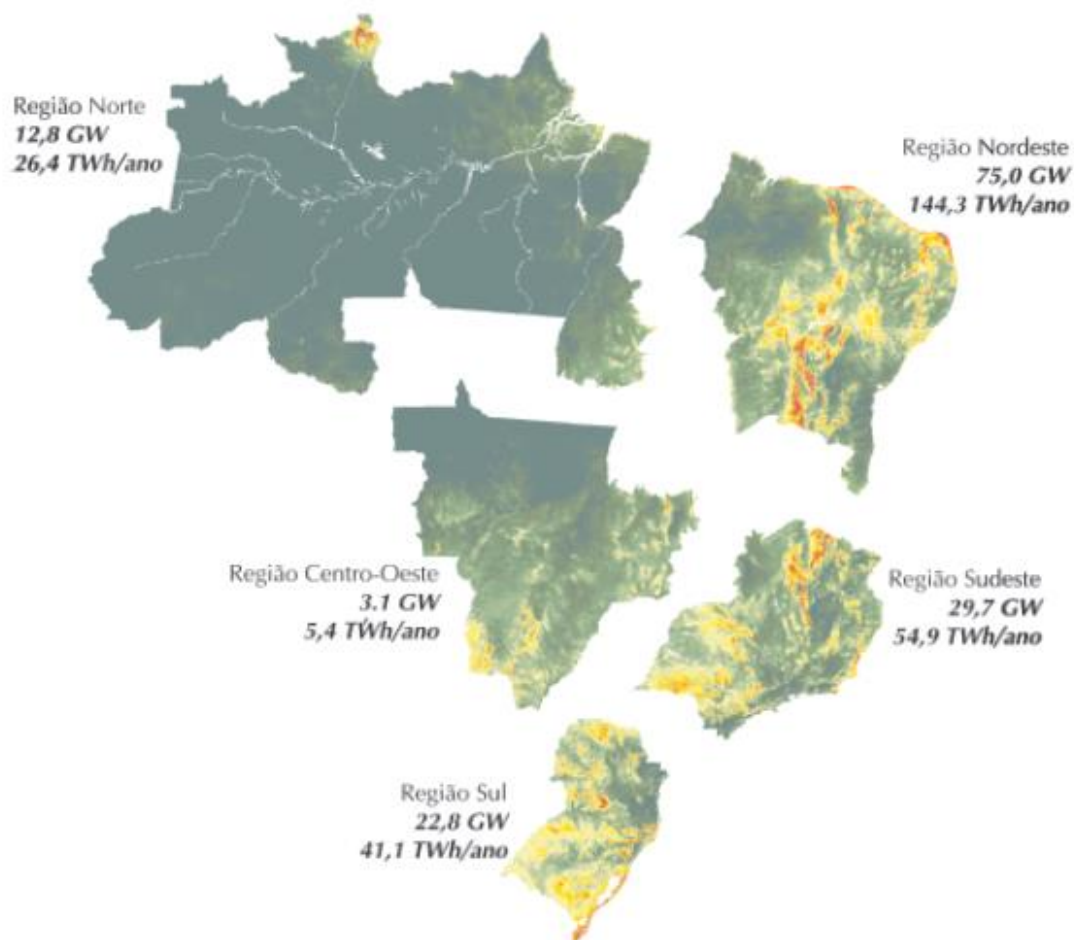 Região Norte
12,8 GW
26,4 TWh/ano
Região Nordeste
75,0 GW
144,3 TWh/ano
Região Centro-Oeste
3.1 GW
5,4 TWh/ano
Região Sudeste
29,7 GW
54,9 TWh/ano
Região Sul
22,8 GW
41,1 TWh/ano